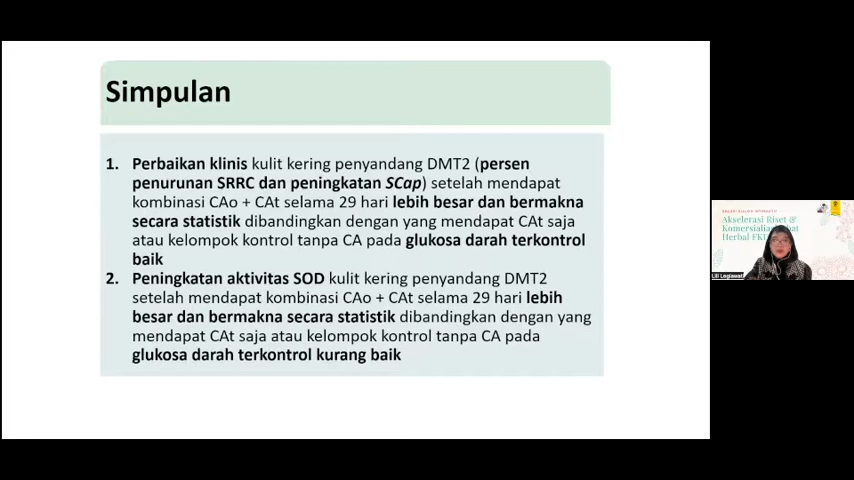 Simpulan
1. Perbaikan klinis kulit kering penyandang DMT2 (persen
penurunan SRRC dan peningkatan SCap) setelah mendapat
kombinasi CAo + CAt selama 29 hari lebih besar dan bermakna
secara statistik dibandingkan dengan yang mendapat CAt saja
atau kelompok kontrol tanpa CA pada glukosa darah terkontrol
baik
2. Peningkatan aktivitas SOD kulit kering penyandang DMT2
setelah mendapat kombinasi CAo + CAt selama 29 hari lebih
besar dan bermakna secara statistik dibandingkan dengan yang
mendapat CAt saja atau kelompok kontrol tanpa CA pada
glukosa darah terkontrol kurang baik
Akselerasi Riset &
Komersialis
Herbal FKU
Lili Legiawat